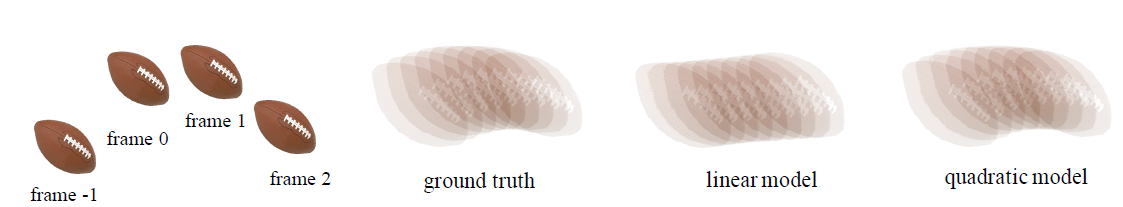 frame -1
frame 0
frame 1
frame 2
ground truth
linear model
quadratic model